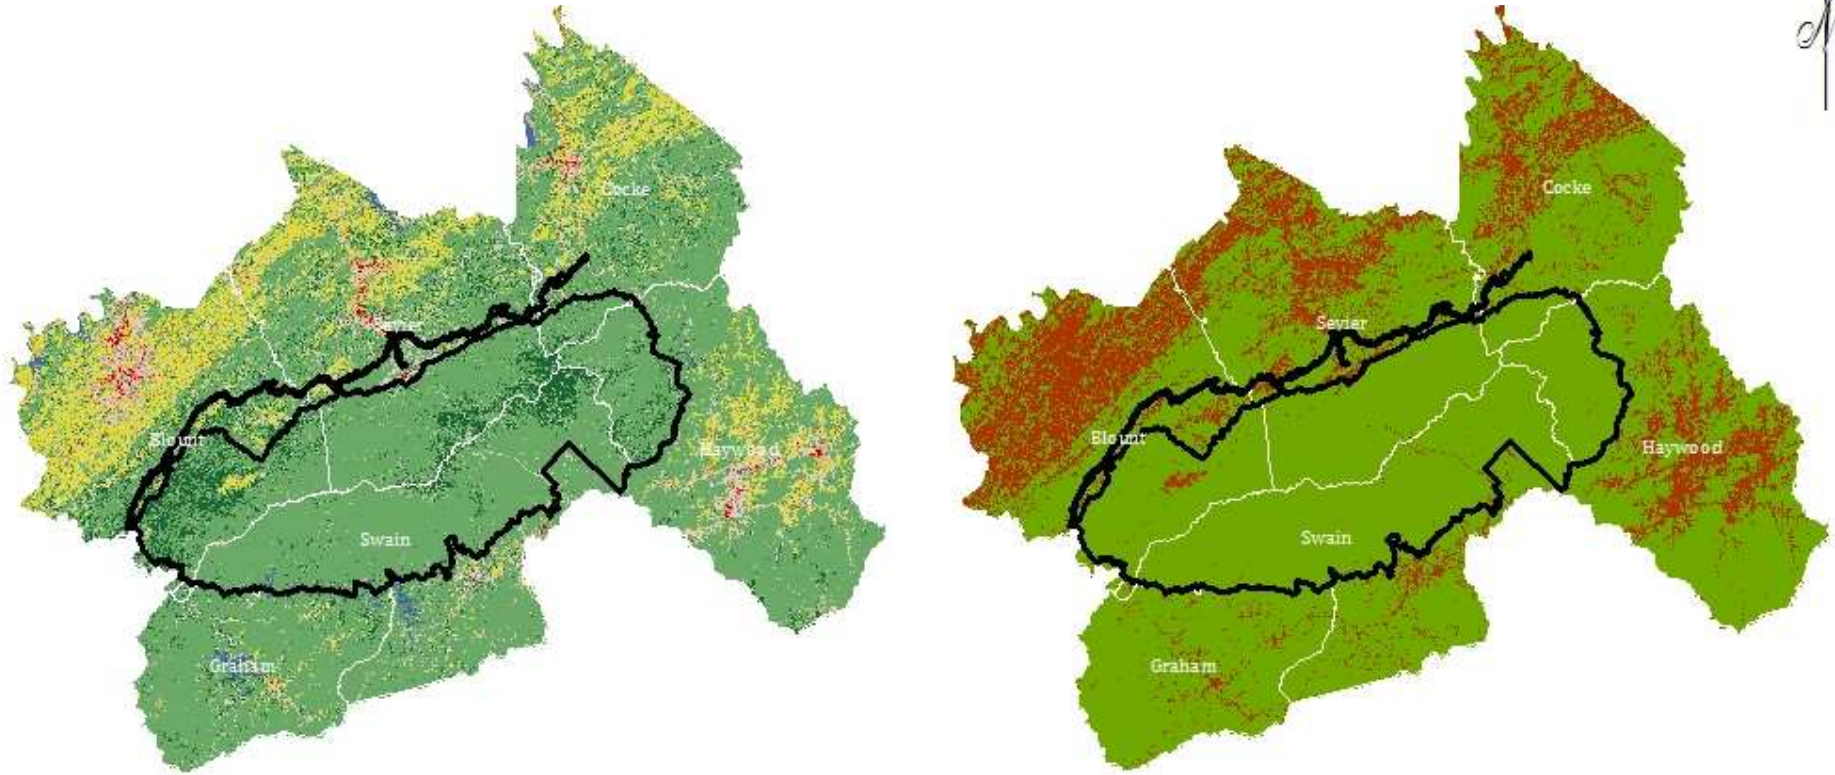 Cocke
Sevier
Blount
Haywood
Swain
Graham
Cocke
Sevier
Blount
Haywood
Swain
Graham
N